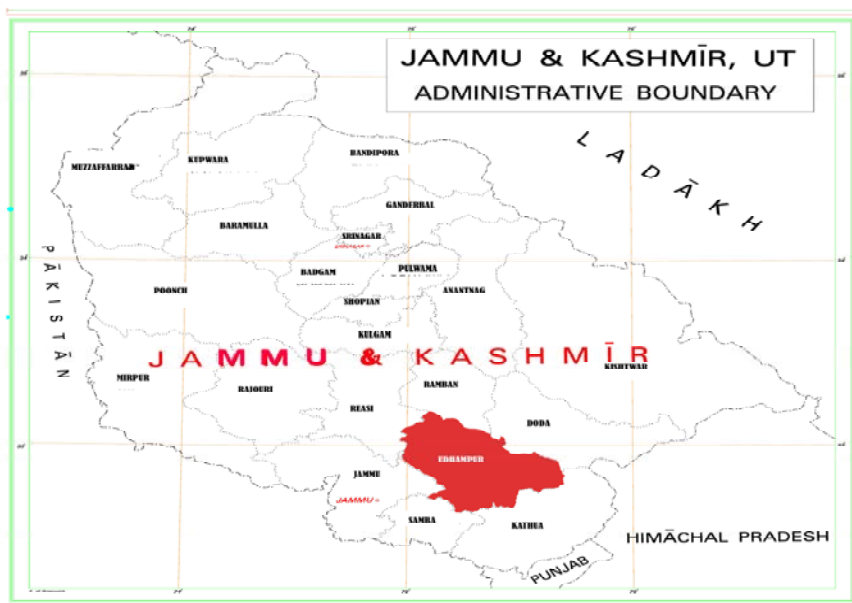 JAMMU & KASHMĪR, UT
ADMINISTRATIVE BOUNDARY
LADĀKH
KUPWARA
BANDIPORA
GANDERBAL
BARAMULLA
SRINAGAR
PĀKISTĀN
BADGAM
PULWAMA
POONCH
ANANTNAG
SHOPIAN
KULGAM
JAMMU & KASHMĪR
KISHTWAR
MIRPUR
RAJOURI
RAMBAN
REASI
DODA
UDHAMPUR
JAMMU
JAMMU
SAMBA
KATHUA
HIMĀCHAL PRADESH
PUNJAB